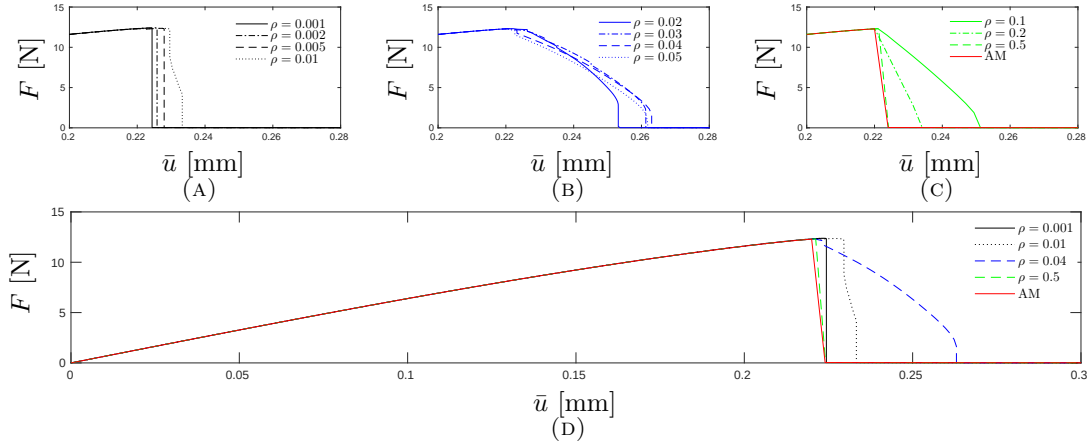 F [N]
15
10
5
0
0.2 0.22 0.24 0.26 0.28
ρ = 0.001
ρ = 0.002
ρ = 0.005
ρ = 0.01
ū [mm]
(A)
F [N]
15
10
5
0
0.2 0.22 0.24 0.26 0.28
ρ = 0.02
ρ = 0.03
ρ = 0.04
ρ = 0.05
ū [mm]
(B)
F [N]
15
10
5
0
0.2 0.22 0.24 0.26 0.28
ρ = 0.1
ρ = 0.2
ρ = 0.5
AM
ū [mm]
(C)
F [N]
15
10
5
0
0 0.05 0.1 0.15 0.2 0.25 0.3
ρ = 0.001
ρ = 0.01
ρ = 0.04
ρ = 0.5
AM
ū [mm]
(D)